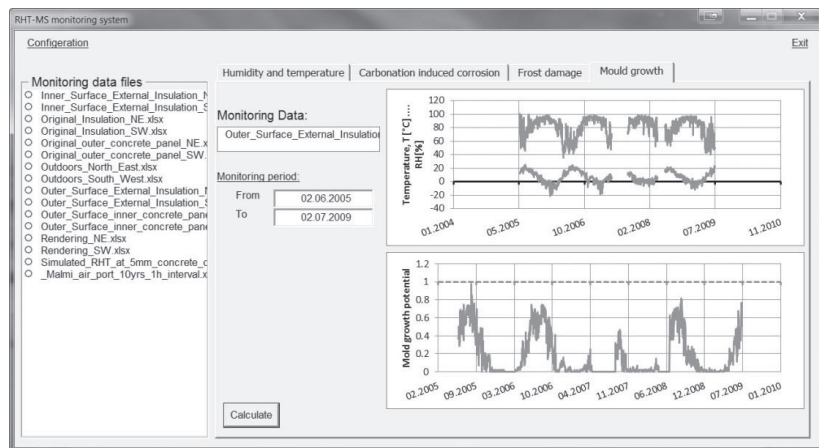 RHT-MS monitoring system
Configeration
Exit
Monitoring data files
Inner_Surface_External_Insulation_N
Inner_Surface_External_Insulation_S
Original_Insulation_NE.xlsx
Original_Insulation_SW.xlsx
Original_outer_concrete_panel_NE.x
Original_outer_concrete_panel_SW.
Outdoors_North_East.xlsx
Outdoors_South_West.xlsx
Outer_Surface_External_Insulation_N
Outer_Surface_External_Insulation_S
Outer_Surface_inner_concrete_pane
Outer_Surface_inner_concrete_pane
Rendering_NE.xlsx
Rendering_SW.xlsx
Simulated_RHT_at_5mm_concrete_c
_Malmi_air_port_10yrs_1h_interval.x
Humidity and temperature
Carbonation induced corrosion
Frost damage
Mould growth
Monitoring Data:
Outer_Surface_External_Insulation
Monitoring period:
From 02.06.2005
To 02.07.2009
Calculate
Temperature, T [°C] ....
RH[%]
120
100
80
60
40
20
0
-20
-40
01.2004 05.2005 10.2006 02.2008 07.2009 11.2010
Mold growth potential
1.2
1
0.8
0.6
0.4
0.2
0
02.2005 09.2005 03.2006 10.2006 04.2007 11.2007 06.2008 12.2008 07.2009 01.2010